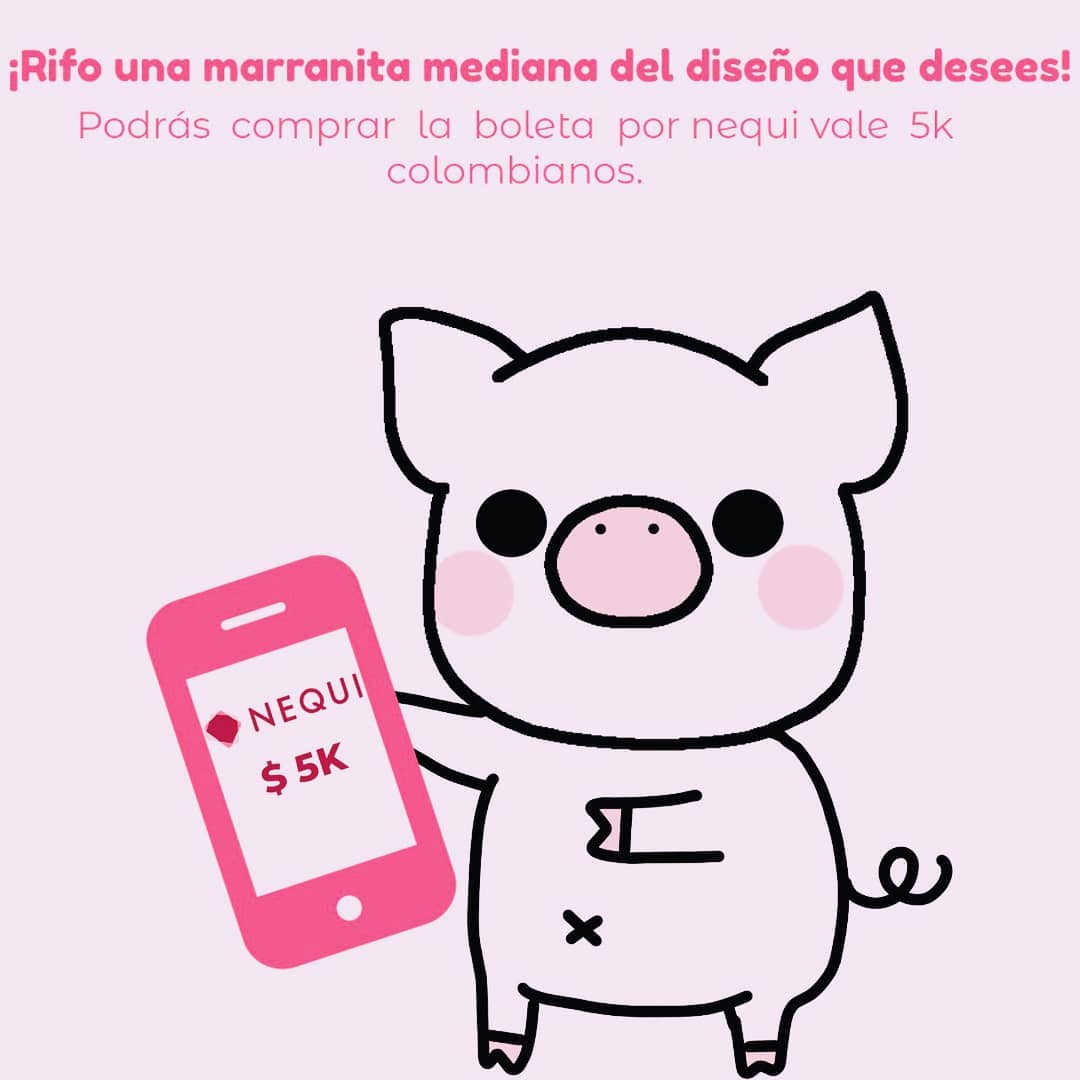 ¡Rifo una marranita mediana del diseño que desees!
Podrás comprar la boleta por nequi vale 5k
colombianos.
NEQUI
$ 5K